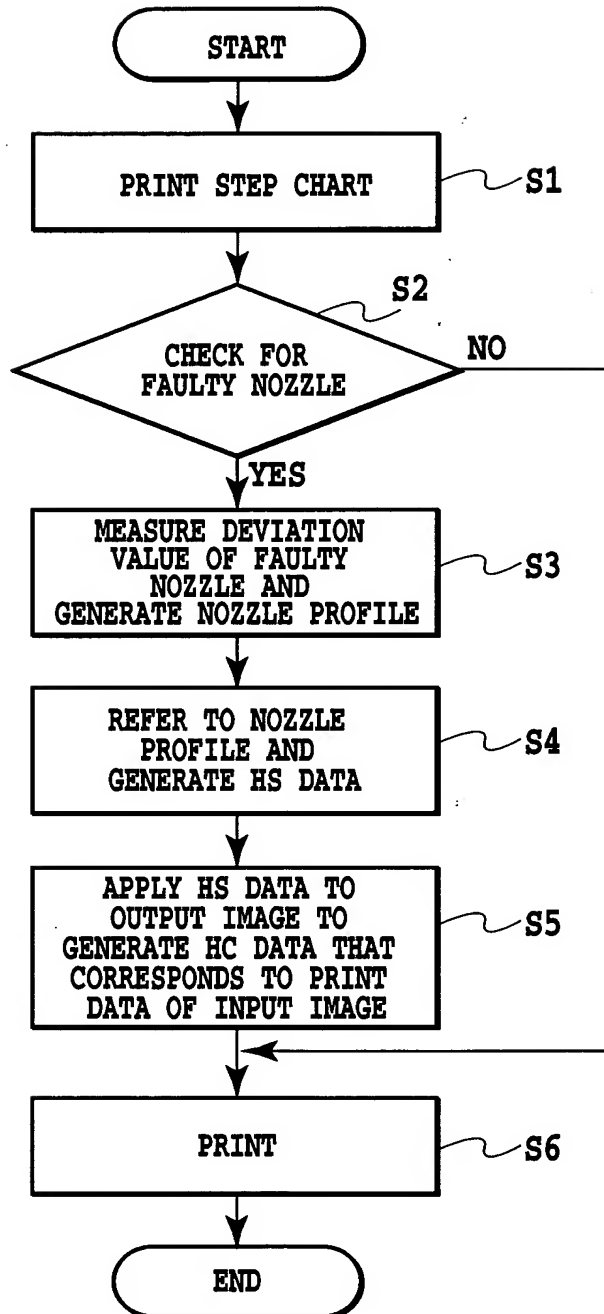 START
PRINT STEP CHART
S1
S2
CHECK FOR
FAULTY NOZZLE
NO
YES
MEASURE DEVIATION
VALUE OF FAULTY
NOZZLE AND
GENERATE NOZZLE PROFILE
S3
REFER TO NOZZLE
PROFILE AND
GENERATE HS DATA
S4
APPLY HS DATA TO
OUTPUT IMAGE TO
GENERATE HC DATA THAT
CORRESPONDS TO PRINT
DATA OF INPUT IMAGE
S5
PRINT
S6
END